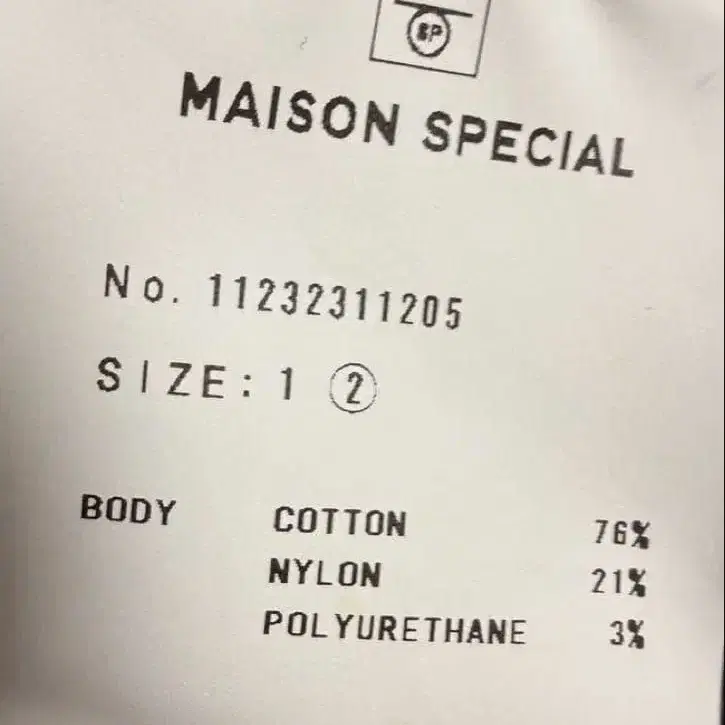 SP
MAISON SPECIAL
No. 11232311205
SIZE: 1 ②
BODY COTTON 76%
NYLON 21%
POLYURETHANE 3%